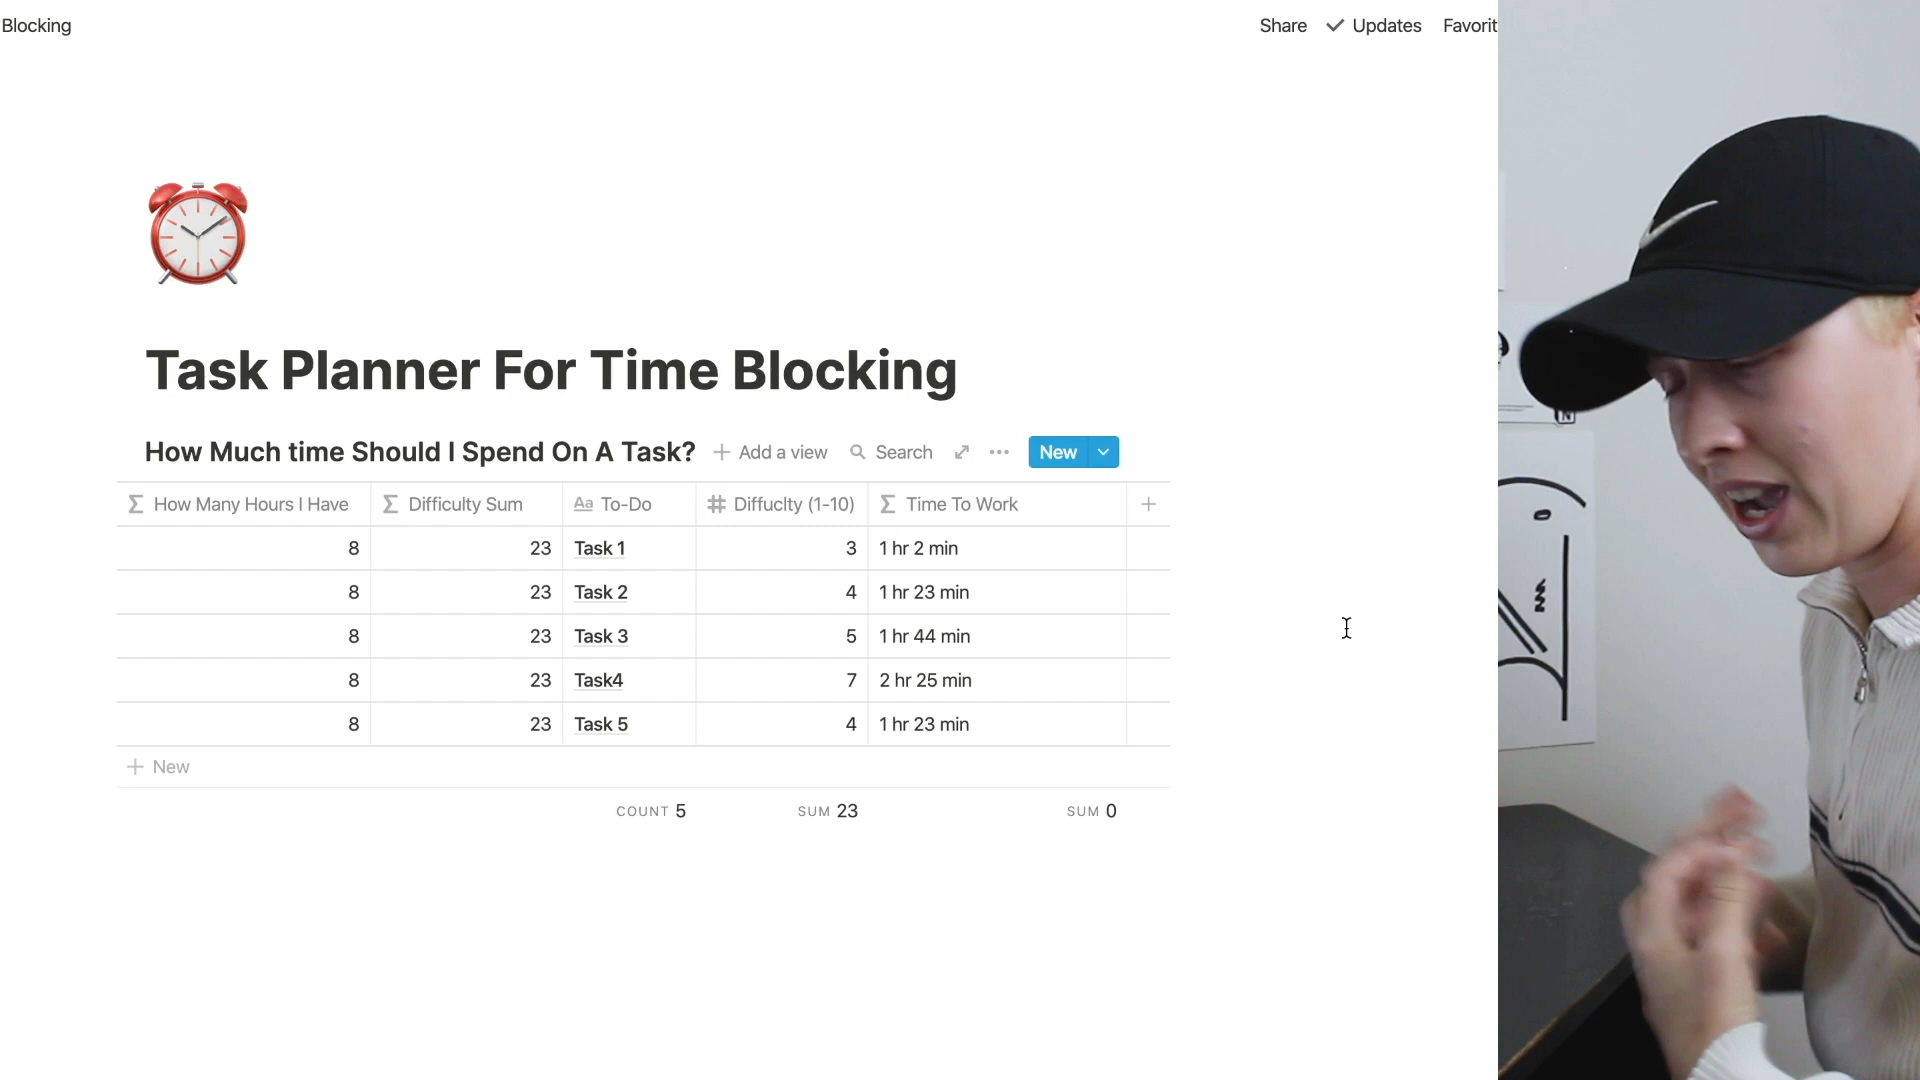 Blocking
Share Updates Favorit
Task Planner For Time Blocking
How Much time Should I Spend On A Task? Add a view Search New
How Many Hours I Have Difficulty Sum Aa To-Do Diffuclty (1-10) Time To Work
8 23 Task 1 3 1 hr 2 min
8 23 Task 2 4 1 hr 23 min
8 23 Task 3 5 1 hr 44 min
8 23 Task4 7 2 hr 25 min
8 23 Task 5 4 1 hr 23 min
New
COUNT 5 SUM 23 SUM 0